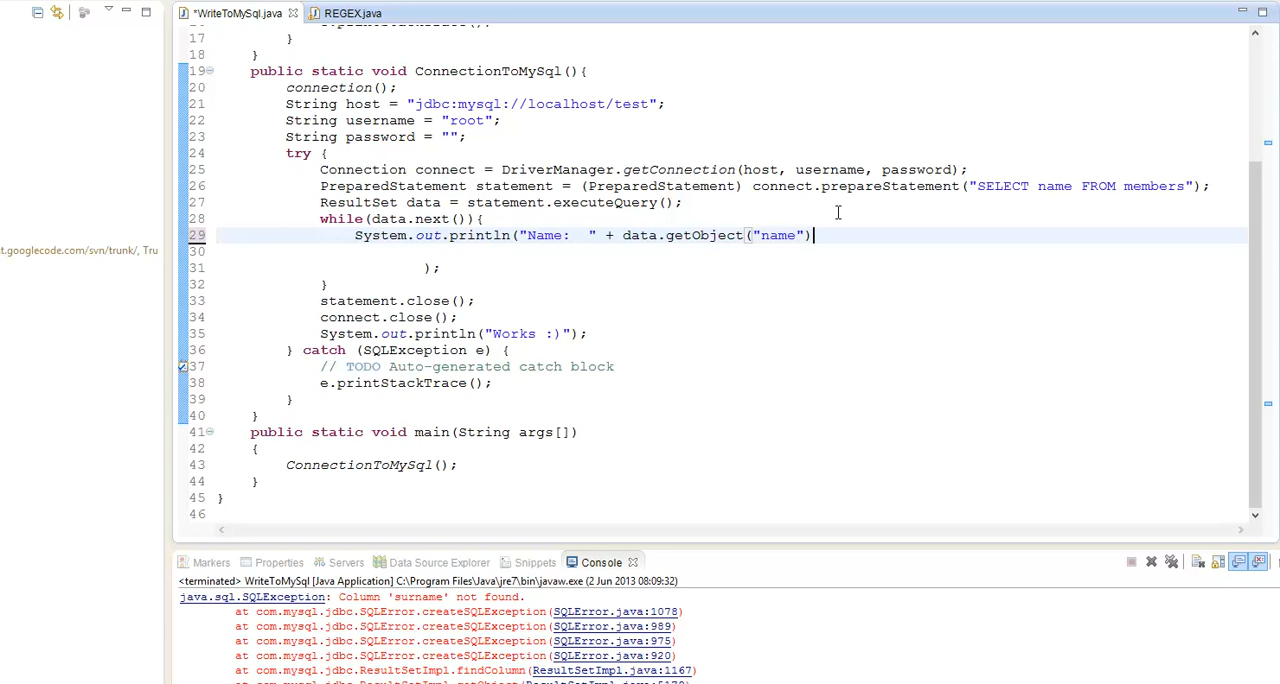 *WriteToMySql.java REGEX.java
17 }
18 }
19 public static void ConnectionToMySql(){
20 connection();
21 String host = "jdbc:mysql://localhost/test";
22 String username = "root";
23 String password = "";
24 try {
25 Connection connect = DriverManager.getConnection(host, username, password);
26 PreparedStatement statement = (PreparedStatement) connect.prepareStatement("SELECT name FROM members");
27 ResultSet data = statement.executeQuery();
28 while(data.next()){
29 System.out.println("Name:  " + data.getObject("name")
et.googlecode.com/svn/trunk/, Tru
30
31 );
32 }
33 statement.close();
34 connect.close();
35 System.out.println("Works :)");
36 } catch (SQLException e) {
37 // TODO Auto-generated catch block
38 e.printStackTrace();
39 }
40 }
41 public static void main(String args[])
42 {
43 ConnectionToMySql();
44 }
45 }
46
Markers Properties Servers Data Source Explorer Snippets Console
<terminated> WriteToMySql [Java Application] C:\Program Files\Java\jre7\bin\javaw.exe (2 Jun 2013 08:09:32)
java.sql.SQLException: Column 'surname' not found.
at com.mysql.jdbc.SQLError.createSQLException(SQLError.java:1078)
at com.mysql.jdbc.SQLError.createSQLException(SQLError.java:989)
at com.mysql.jdbc.SQLError.createSQLException(SQLError.java:975)
at com.mysql.jdbc.SQLError.createSQLException(SQLError.java:920)
at com.mysql.jdbc.ResultSetImpl.findColumn(ResultSetImpl.java:1167)